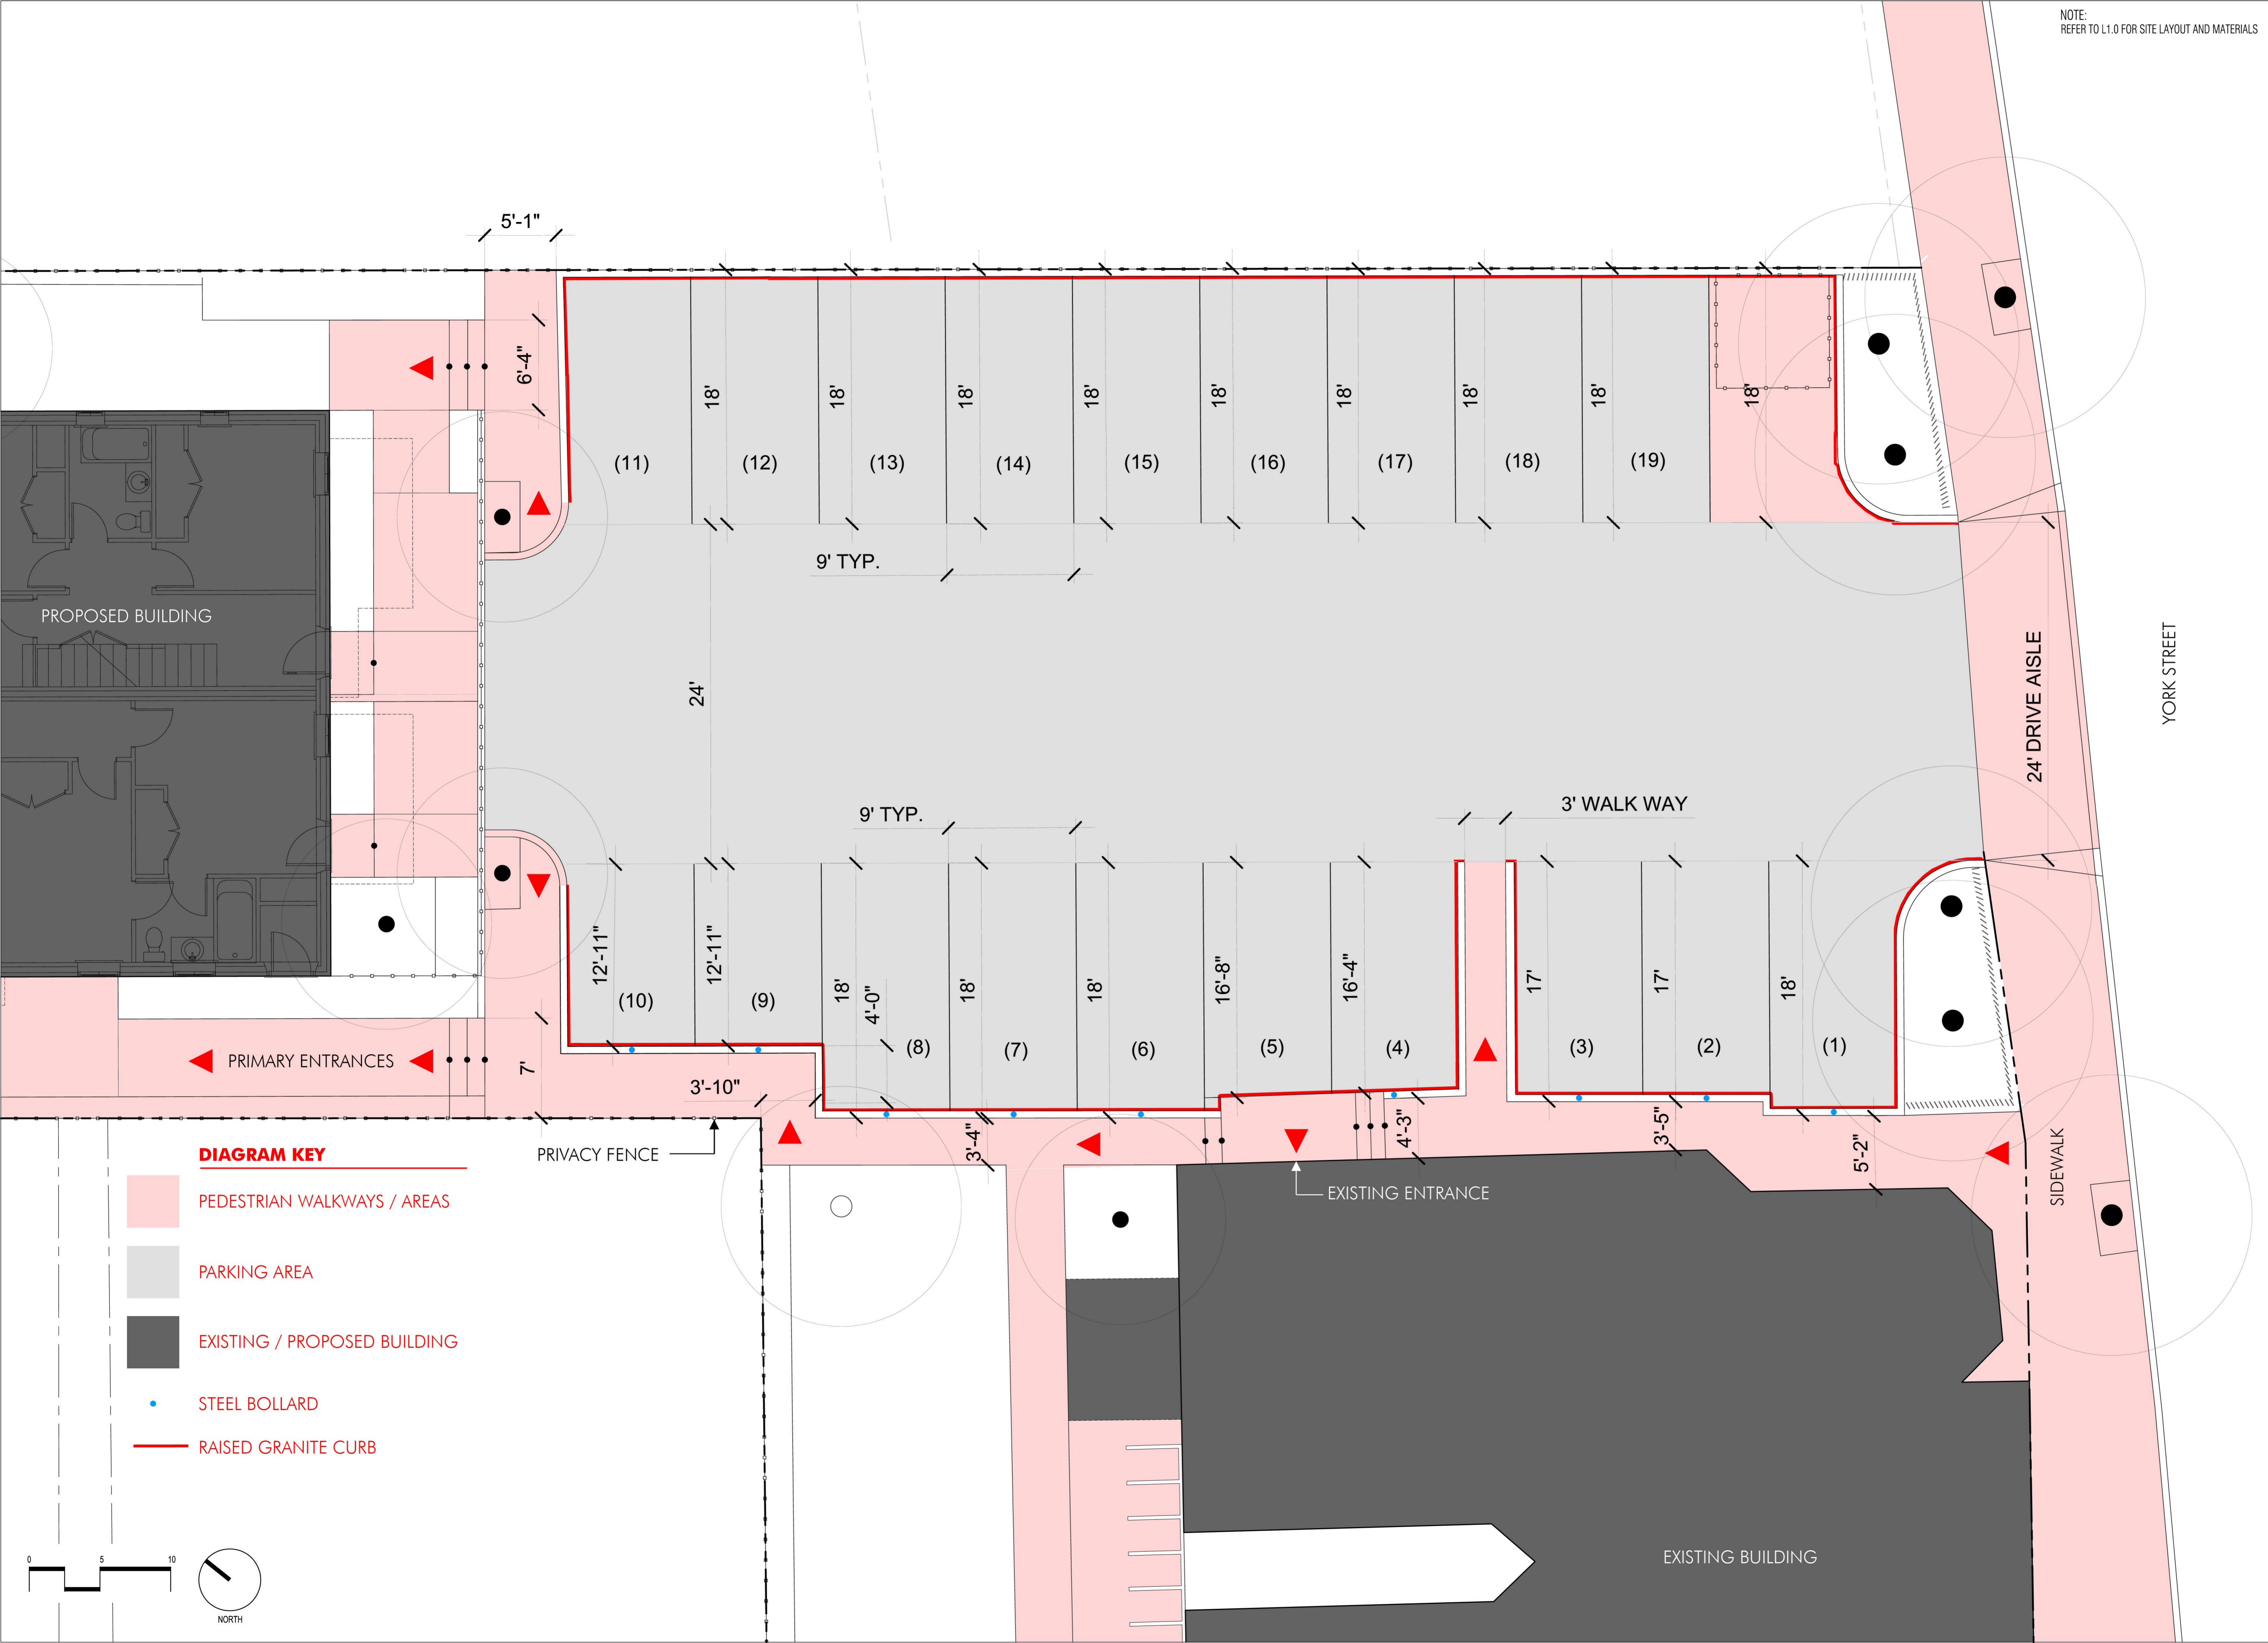 NOTE:
REFER TO L1.0 FOR SITE LAYOUT AND MATERIALS
5'-1"
6'-4"
18'
18'
18'
18'
18'
18'
18'
18'
18'
(11)
(12)
(13)
(14)
(15)
(16)
(17)
(18)
(19)
9' TYP.
PROPOSED BUILDING
24'
24' DRIVE AISLE
YORK STREET
9' TYP.
3' WALK WAY
12'-11"
12'-11"
18'
4'-0"
18'
18'
16'-8"
16'-4"
17'
17'
18'
(10)
(9)
(8)
(7)
(6)
(5)
(4)
(3)
(2)
(1)
PRIMARY ENTRANCES
7'
3'-10"
3'-4"
4'-3"
3'-5"
5'-2"
SIDEWALK
PRIVACY FENCE
EXISTING ENTRANCE
DIAGRAM KEY
PEDESTRIAN WALKWAYS / AREAS
PARKING AREA
EXISTING / PROPOSED BUILDING
STEEL BOLLARD
RAISED GRANITE CURB
EXISTING BUILDING
0 5 10
NORTH